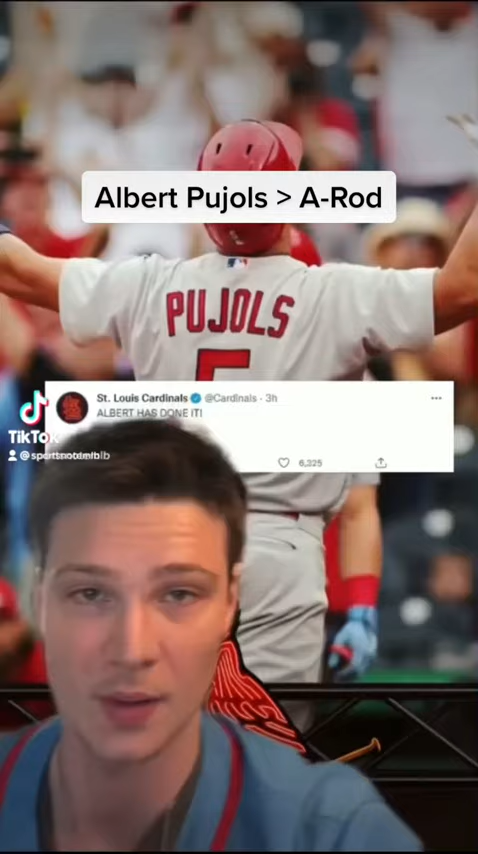 Albert Pujols > A-Rod
PUJOLS
5
St. Louis Cardinals @Cardinals · 3h
ALBERT HAS DONE IT!
6,225
TikTok